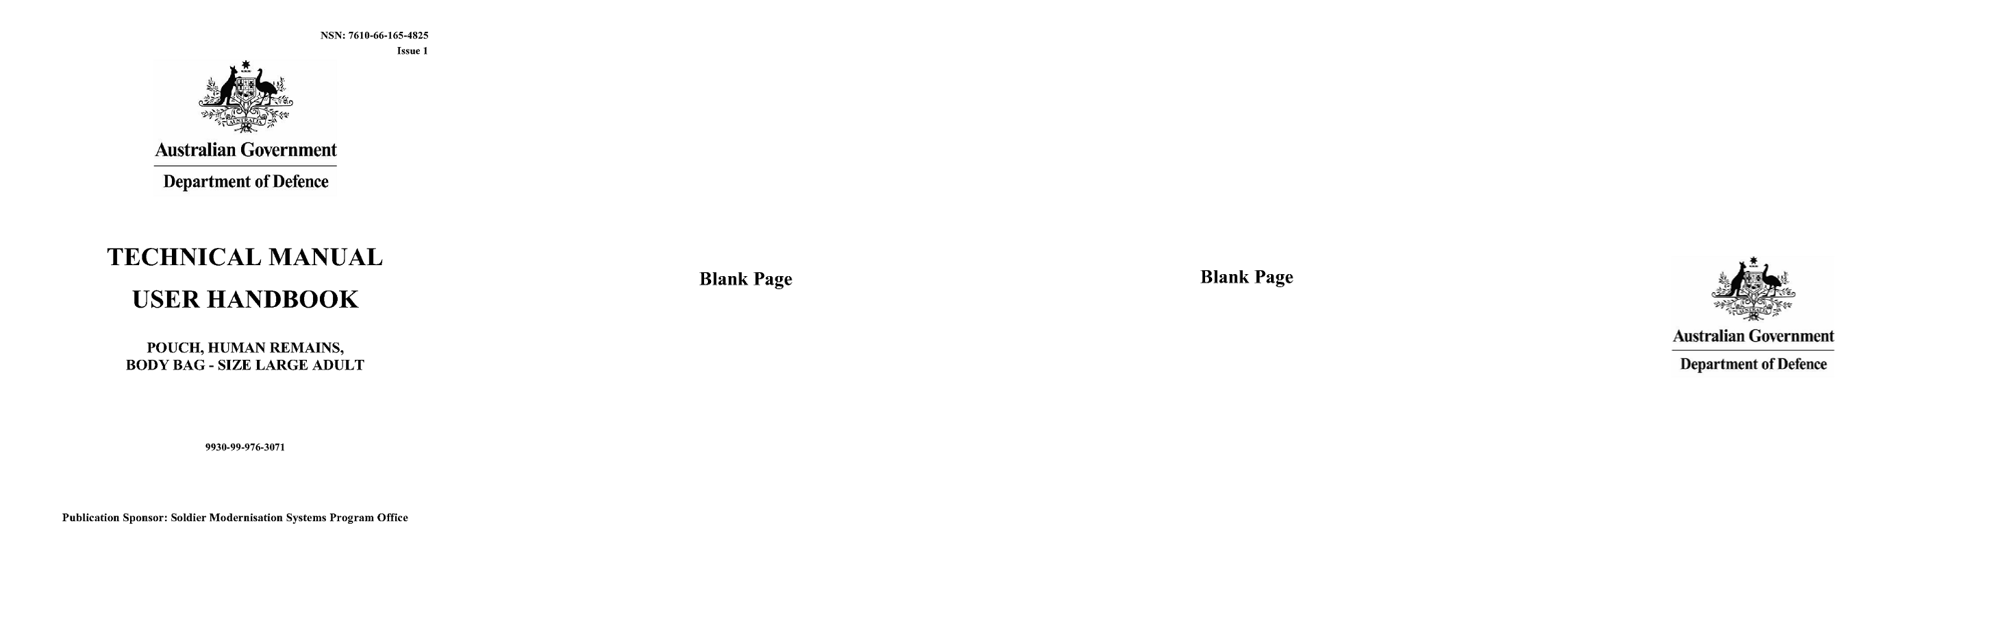 NSN: 7610-66-165-4825
Issue 1
AUSTRALIA
Australian Government
Department of Defence
TECHNICAL MANUAL
USER HANDBOOK
POUCH, HUMAN REMAINS,
BODY BAG - SIZE LARGE ADULT
9930-99-976-3071
Publication Sponsor: Soldier Modernisation Systems Program Office
Blank Page
Blank Page
AUSTRALIA
Australian Government
Department of Defence